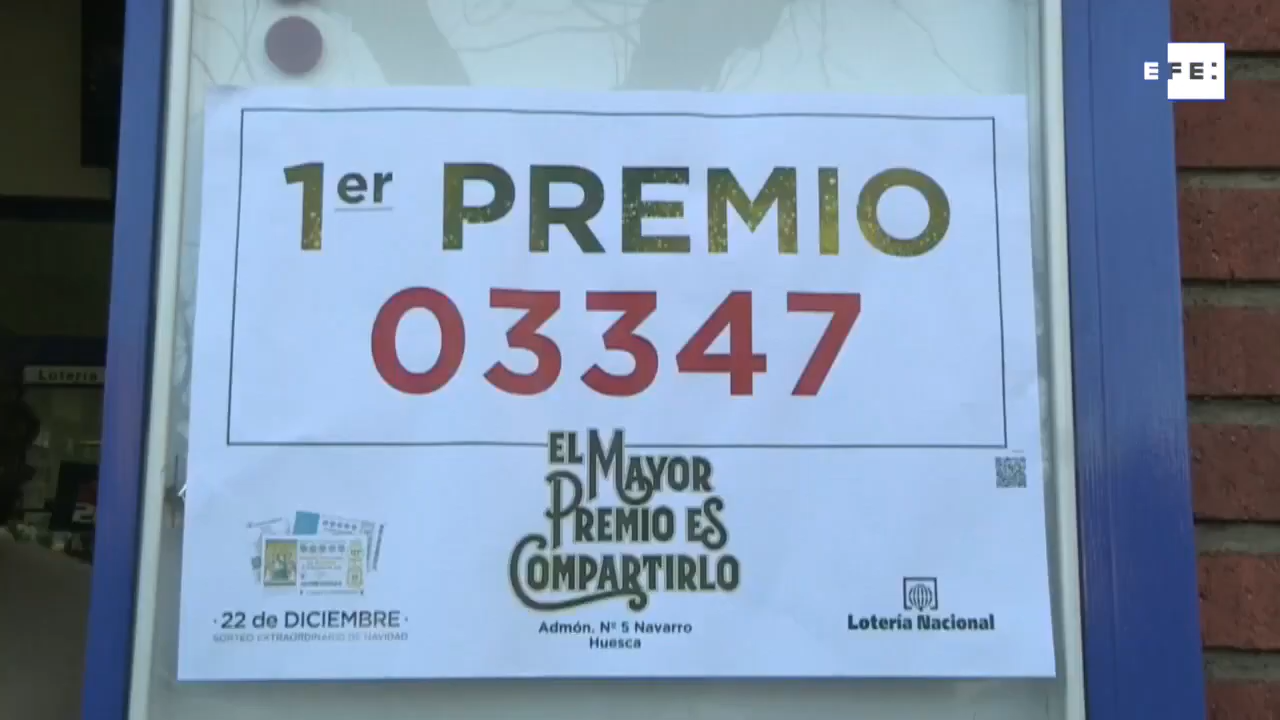 EFE:
1er PREMIO
03347
EL MAYOR
PREMIO ES
COMPARTIRLO
Admón. Nº 5 Navarro
Huesca
· 22 de DICIEMBRE ·
SORTEO EXTRAORDINARIO DE NAVIDAD
Lotería Nacional
Lotería